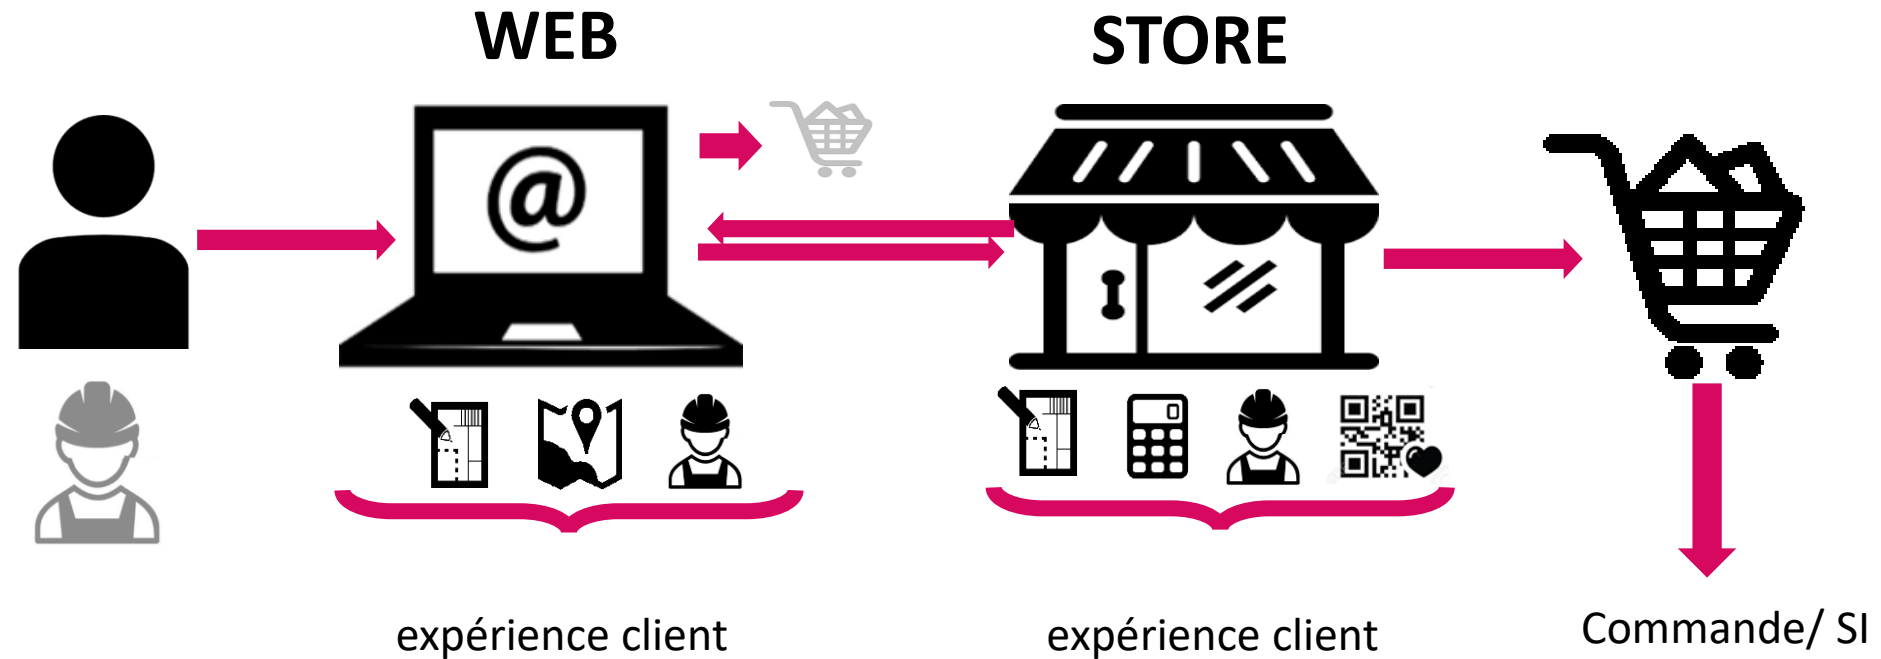 WEB
STORE
@
expérience client
expérience client
Commande/ SI